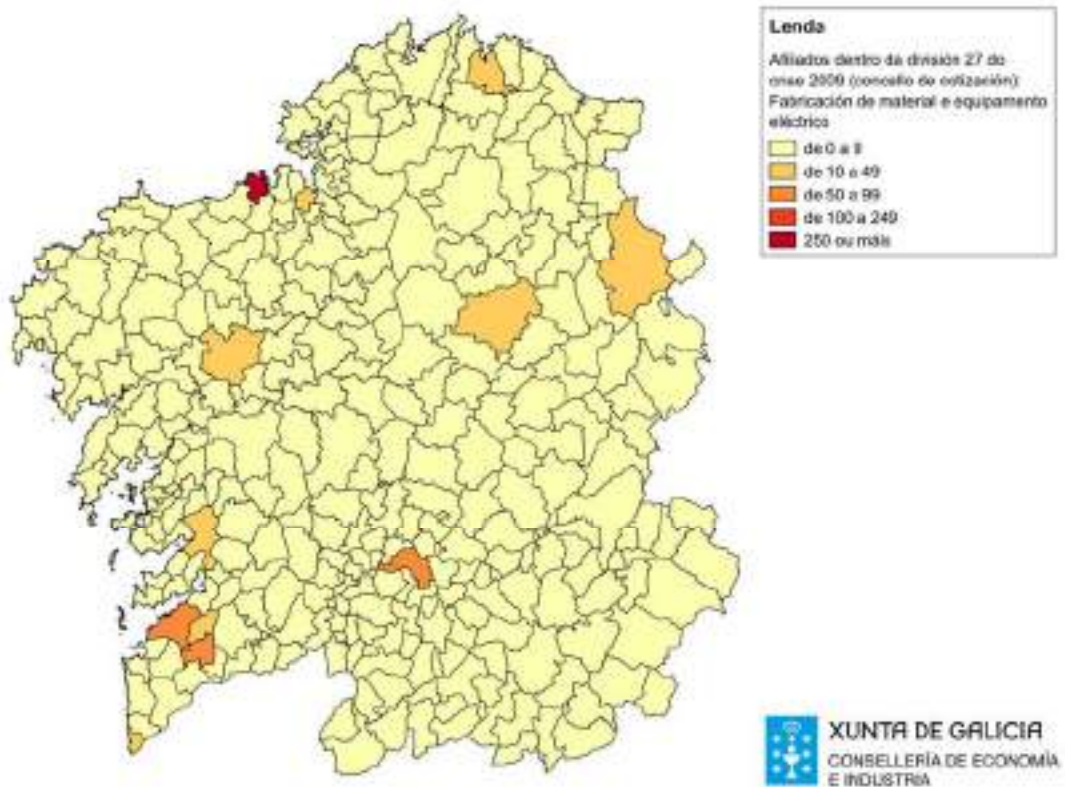 Lenda
Afiliados dentro da división 27 do
cnae 2009 (concello de cotización)
Fabricación de material e equipamento
eléctrico
de 0 a 9
de 10 a 49
de 50 a 99
de 100 a 249
250 ou máis
XUNTA DE GALICIA
CONSELLERÍA DE ECONOMÍA
E INDUSTRIA